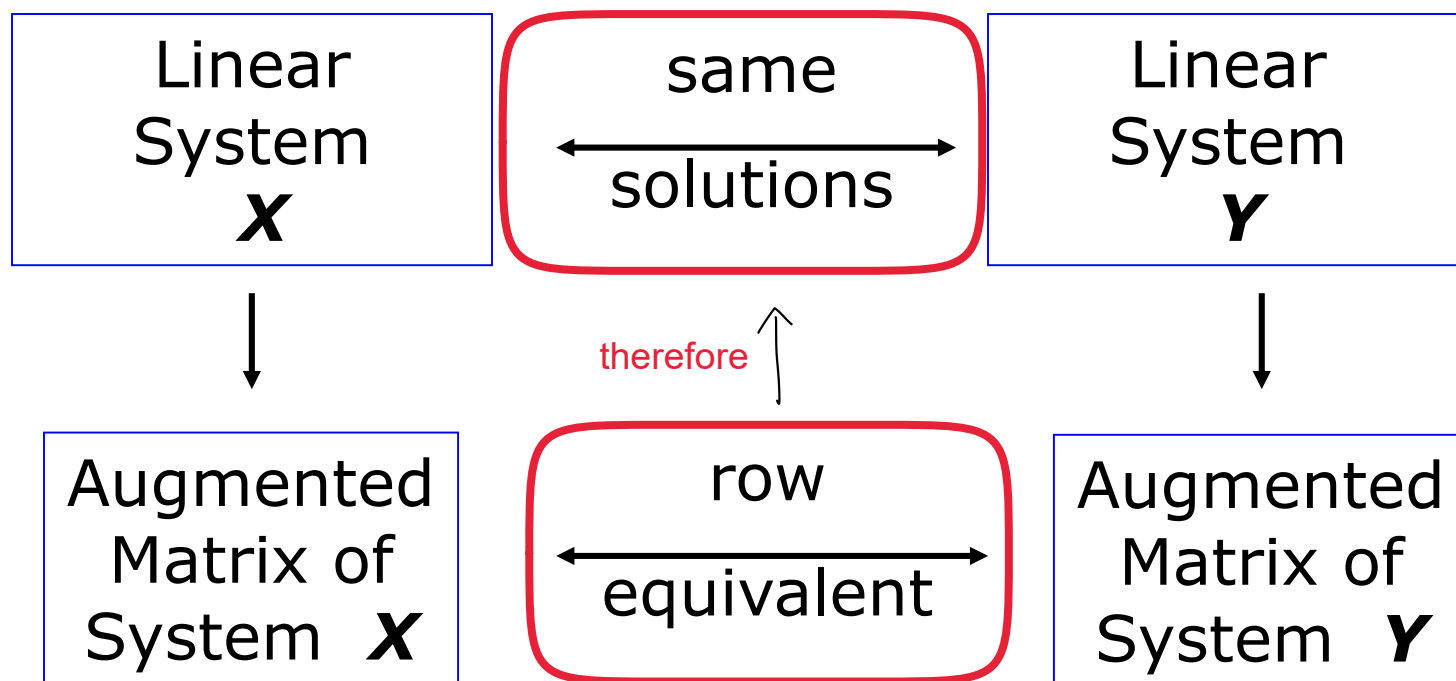 Linear
System
X
same
solutions
Linear
System
Y
therefore
Augmented
Matrix of
System X
row
equivalent
Augmented
Matrix of
System Y